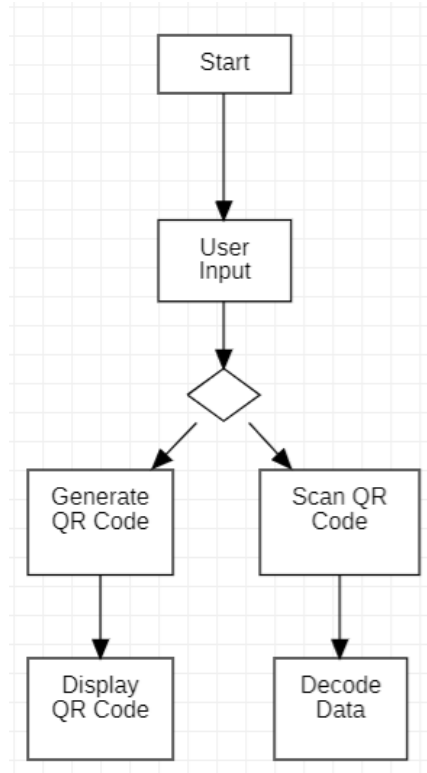 Start
User
Input
Generate
QR Code
Scan QR
Code
Display
QR Code
Decode
Data